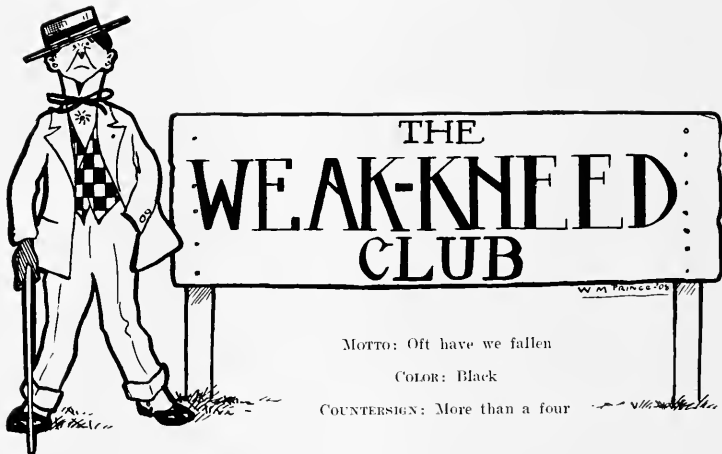 THE
WEAK-KNEED
CLUB
W M PRINCE-'08
MOTTO: Oft have we fallen
COLOR: Black
COUNTERSIGN: More than a four